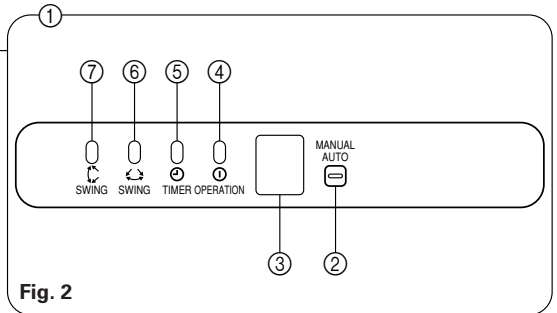 ①
⑦ ⑥ ⑤ ④
MANUAL
AUTO
SWING SWING TIMER OPERATION
③ ②
Fig. 2